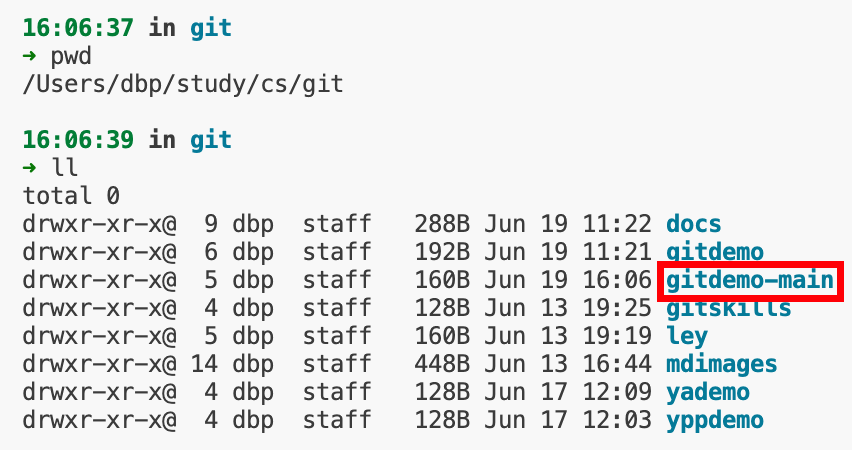 16:06:37 in git
➜ pwd
/Users/dbp/study/cs/git
16:06:39 in git
➜ ll
total 0
drwxr-xr-x@  9 dbp  staff   288B Jun 19 11:22 docs
drwxr-xr-x@  6 dbp  staff   192B Jun 19 11:21 gitdemo
drwxr-xr-x@  5 dbp  staff   160B Jun 19 16:06 gitdemo-main
drwxr-xr-x@  4 dbp  staff   128B Jun 13 19:25 gitskills
drwxr-xr-x@  5 dbp  staff   160B Jun 13 19:19 ley
drwxr-xr-x@ 14 dbp  staff   448B Jun 13 16:44 mdimages
drwxr-xr-x@  4 dbp  staff   128B Jun 17 12:09 yademo
drwxr-xr-x@  4 dbp  staff   128B Jun 17 12:03 yppdemo